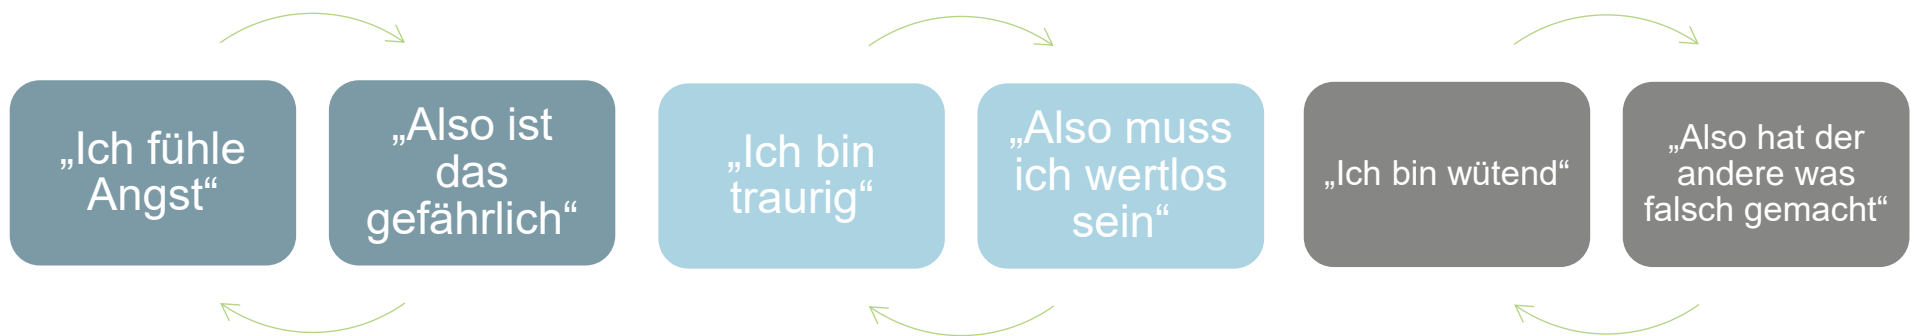 „Ich fühle
Angst“
„Also ist
das
gefährlich“
„Ich bin
traurig“
„Also muss
ich wertlos
sein“
„Ich bin wütend“
„Also hat der
andere was
falsch gemacht“